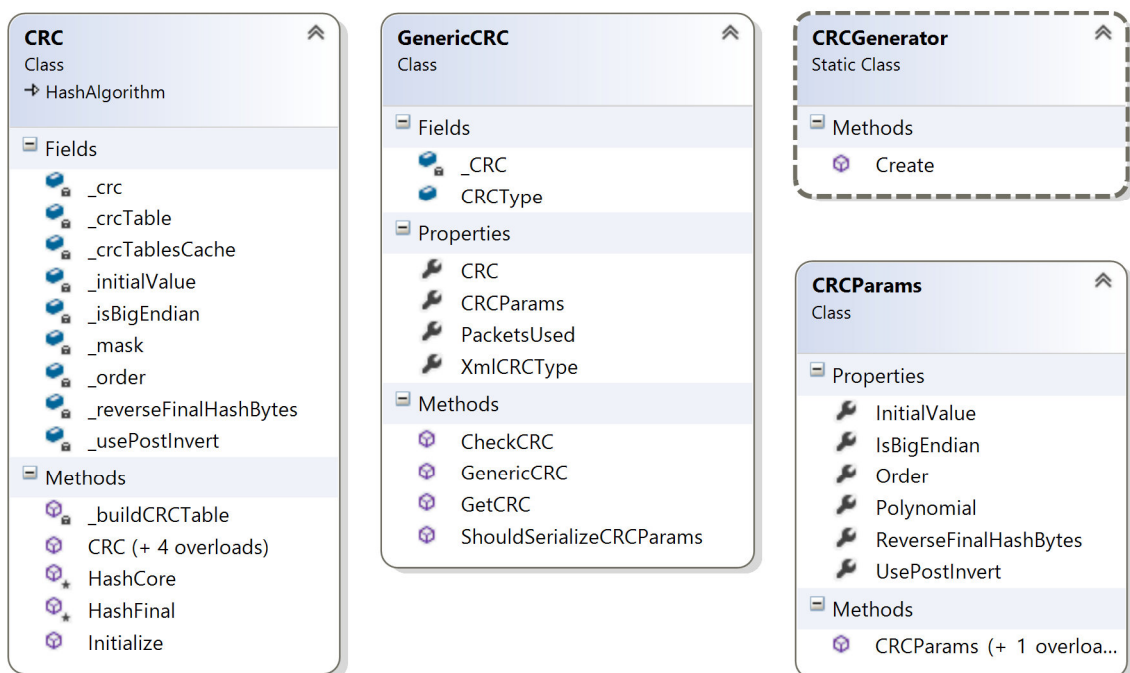 CRC
Class
HashAlgorithm
Fields
_crc
_crcTable
_crcTablesCache
_initialValue
_isBigEndian
_mask
_order
_reverseFinalHashBytes
_usePostInvert
Methods
_buildCRCTable
CRC (+ 4 overloads)
HashCore
HashFinal
Initialize
GenericCRC
Class
Fields
_CRC
CRCType
Properties
CRC
CRCParams
PacketsUsed
XmlCRCType
Methods
CheckCRC
GenericCRC
GetCRC
ShouldSerializeCRCParams
CRCGenerator
Static Class
Methods
Create
CRCParams
Class
Properties
InitialValue
IsBigEndian
Order
Polynomial
ReverseFinalHashBytes
UsePostInvert
Methods
CRCParams (+ 1 overloa...